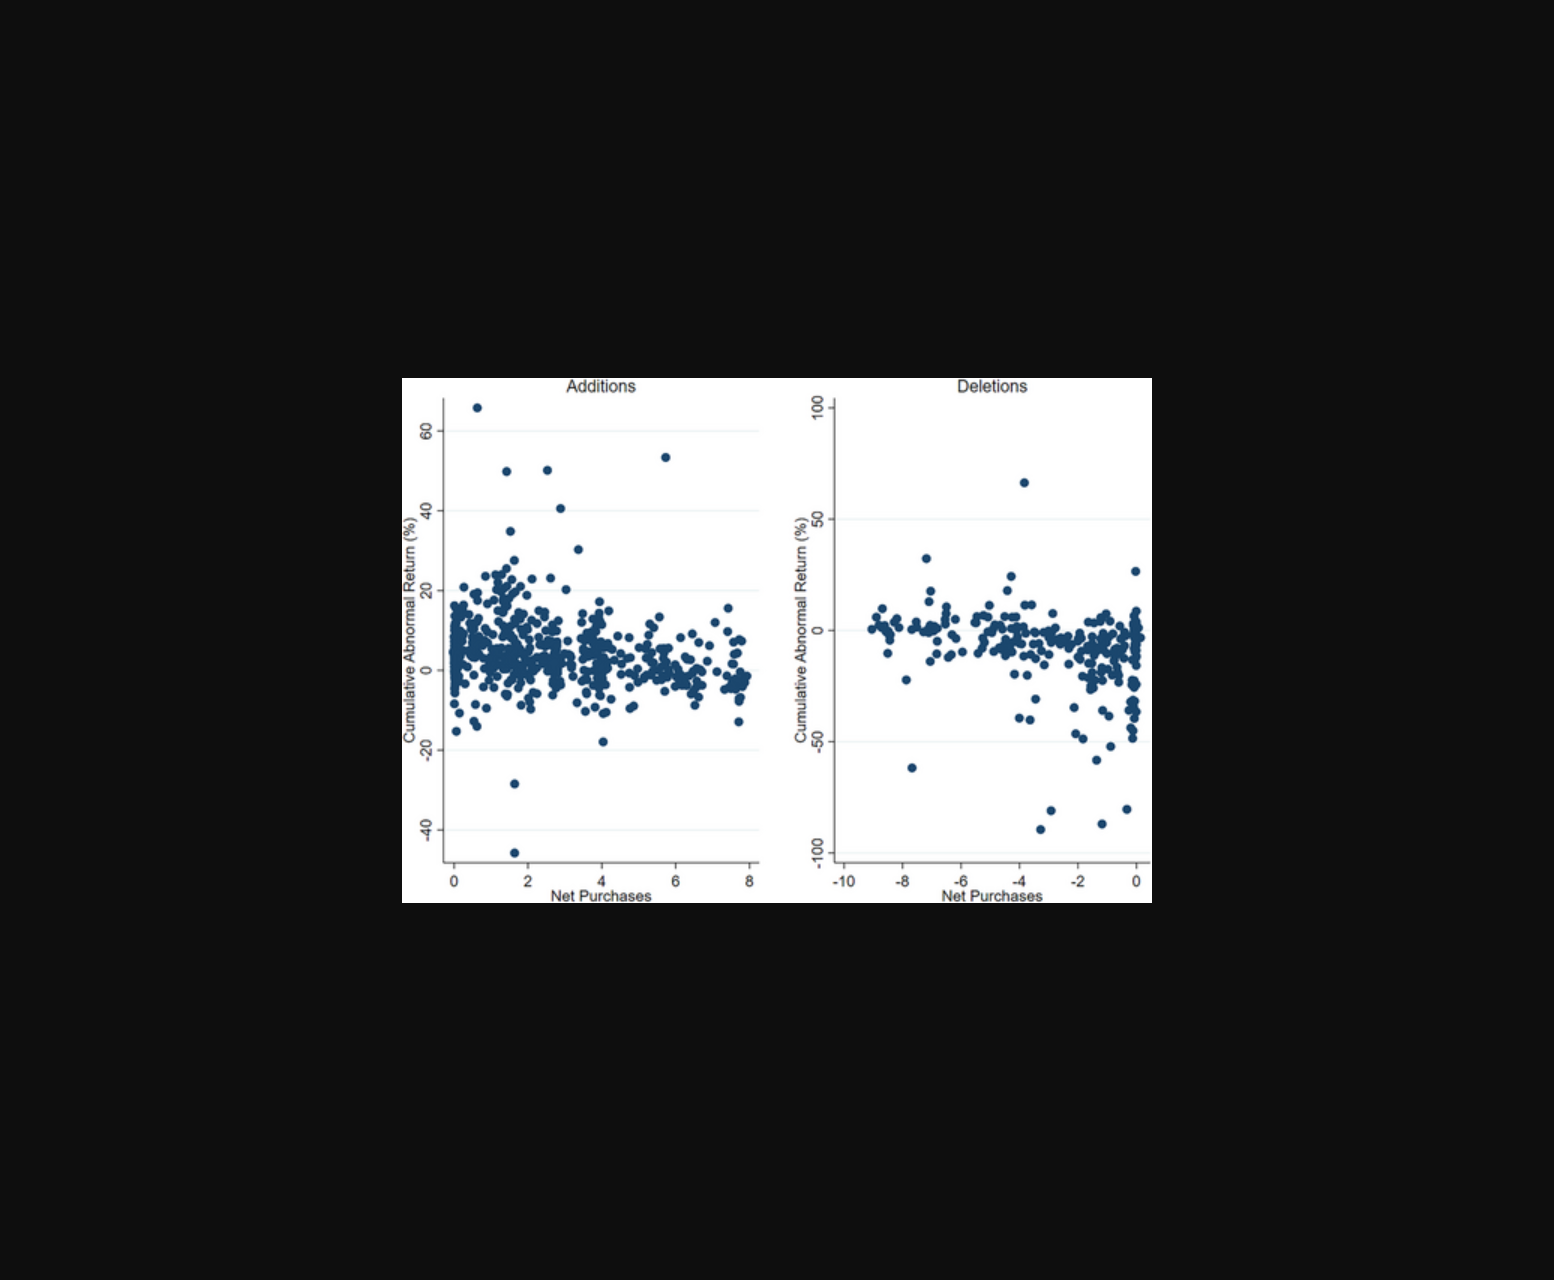 Additions
Cumulative Abnormal Return (%)
60
40
20
0
-20
-40
0 2 4 6 8
Net Purchases
Deletions
Cumulative Abnormal Return (%)
100
50
0
-50
-100
-10 -8 -6 -4 -2 0
Net Purchases